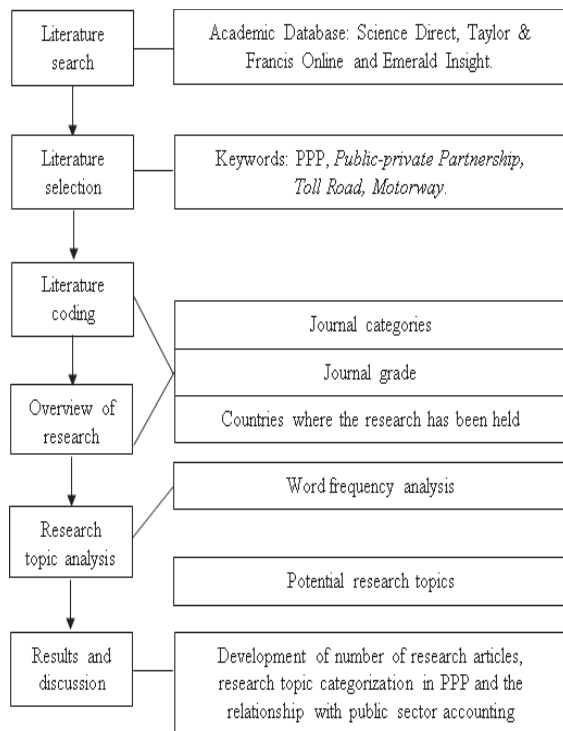 Literature
search
Academic Database: Science Direct, Taylor &
Francis Online and Emerald Insight.
Literature
selection
Keywords: PPP, Public-private Partnership,
Toll Road, Motorway.
Literature
coding
Journal categories
Journal grade
Overview of
research
Countries where the research has been held
Word frequency analysis
Research
topic analysis
Potential research topics
Results and
discussion
Development of number of research articles,
research topic categorization in PPP and the
relationship with public sector accounting